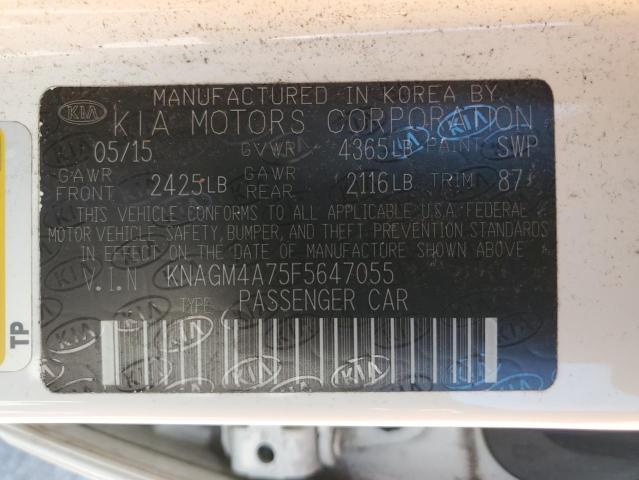 MANUFACTURED IN KOREA BY
KIA KIA MOTORS CORPORATION
05/15 GVWR 4365LB PAINT SWP
GAWR FRONT 2425LB GAWR REAR 2116LB TRIM 87
THIS VEHICLE CONFORMS TO ALL APPLICABLE U.S.A. FEDERAL
MOTOR VEHICLE SAFETY, BUMPER, AND THEFT PREVENTION STANDARDS
IN EFFECT ON THE DATE OF MANUFACTURE SHOWN ABOVE.
V.I.N KNAGM4A75F5647055
PASSENGER CAR
TP